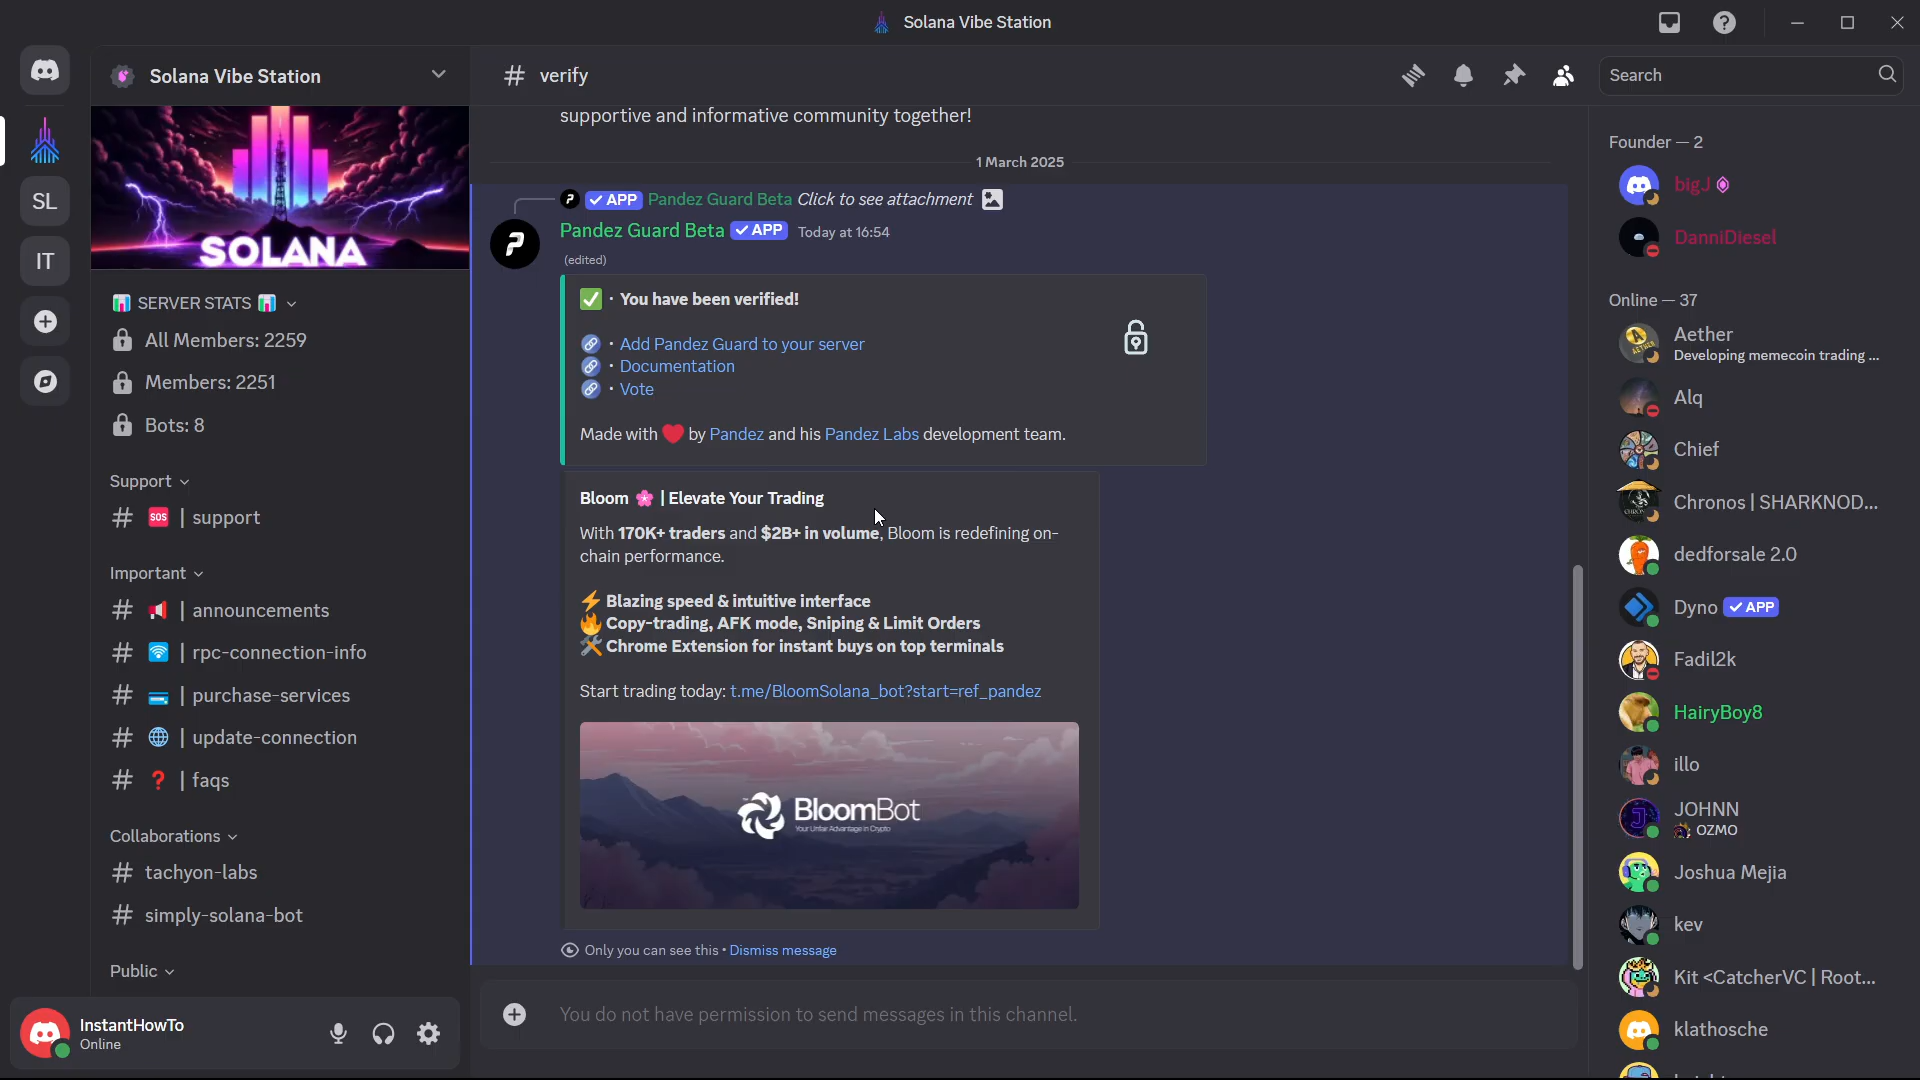 Solana Vibe Station
Solana Vibe Station
SOLANA
SERVER STATS
All Members: 2259
Members: 2251
Bots: 8
Support
SOS | support
Important
| announcements
| rpc-connection-info
| purchase-services
| update-connection
| faqs
Collaborations
tachyon-labs
simply-solana-bot
Public
SL
IT
InstantHowTo
Online
# verify
Search
supportive and informative community together!
1 March 2025
APP Pandez Guard Beta Click to see attachment
Pandez Guard Beta APP Today at 16:54
(edited)
· You have been verified!
· Add Pandez Guard to your server
· Documentation
· Vote
Made with ❤ by Pandez and his Pandez Labs development team.
Bloom 🌸 | Elevate Your Trading
With 170K+ traders and $2B+ in volume, Bloom is redefining on-
chain performance.
⚡ Blazing speed & intuitive interface
🔥 Copy-trading, AFK mode, Sniping & Limit Orders
🛠 Chrome Extension for instant buys on top terminals
Start trading today: t.me/BloomSolana_bot?start=ref_pandez
BloomBot
Your Unfair Advantage in Crypto
Only you can see this • Dismiss message
You do not have permission to send messages in this channel.
Founder — 2
bigJ
DanniDiesel
Online — 37
Aether
Developing memecoin trading ...
Alq
Chief
Chronos | SHARKNOD...
dedforsale 2.0
Dyno APP
Fadil2k
HairyBoy8
illo
JOHNN
OZMO
Joshua Mejia
kev
Kit <CatcherVC | Root...
klathosche